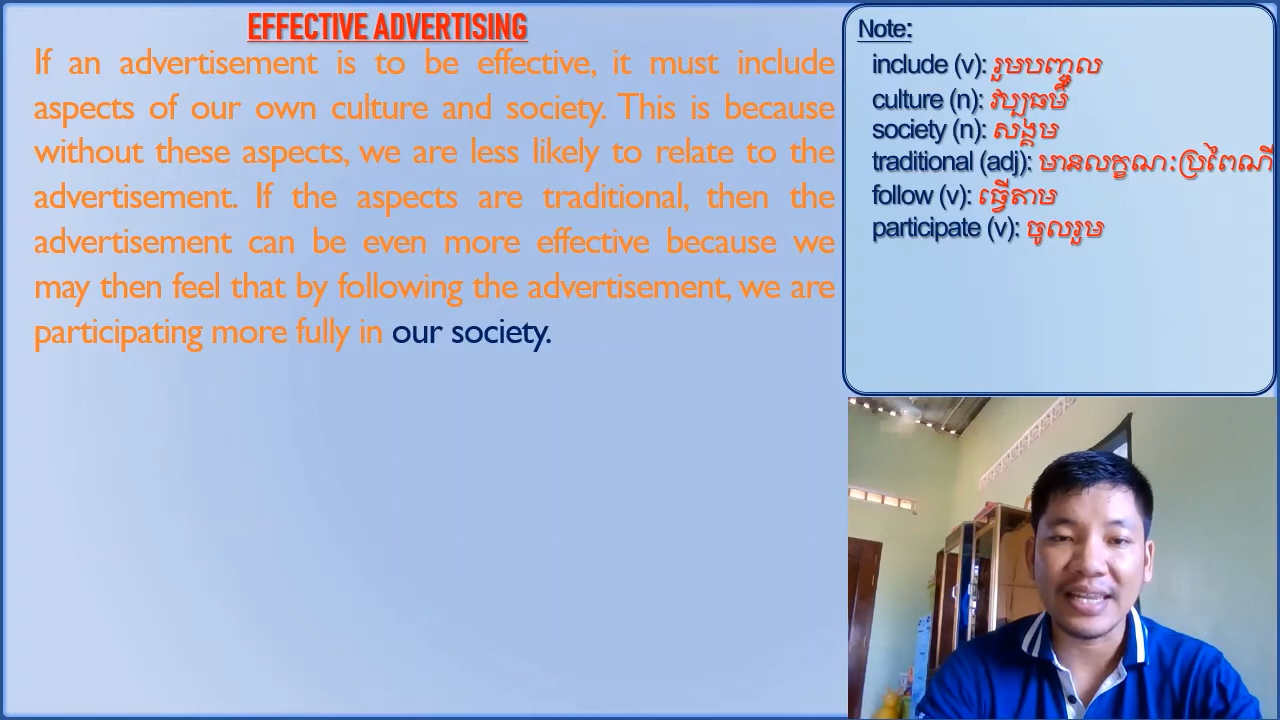 EFFECTIVE ADVERTISING
If an advertisement is to be effective, it must include
aspects of our own culture and society. This is because
without these aspects, we are less likely to relate to the
advertisement. If the aspects are traditional, then the
advertisement can be even more effective because we
may then feel that by following the advertisement, we are
participating more fully in our society.
Note:
include (v): រួមបញ្ចូល
culture (n): វប្បធម៌
society (n): សង្គម
traditional (adj): មានលក្ខណៈប្រពៃណី
follow (v): ធ្វើតាម
participate (v): ចូលរួម